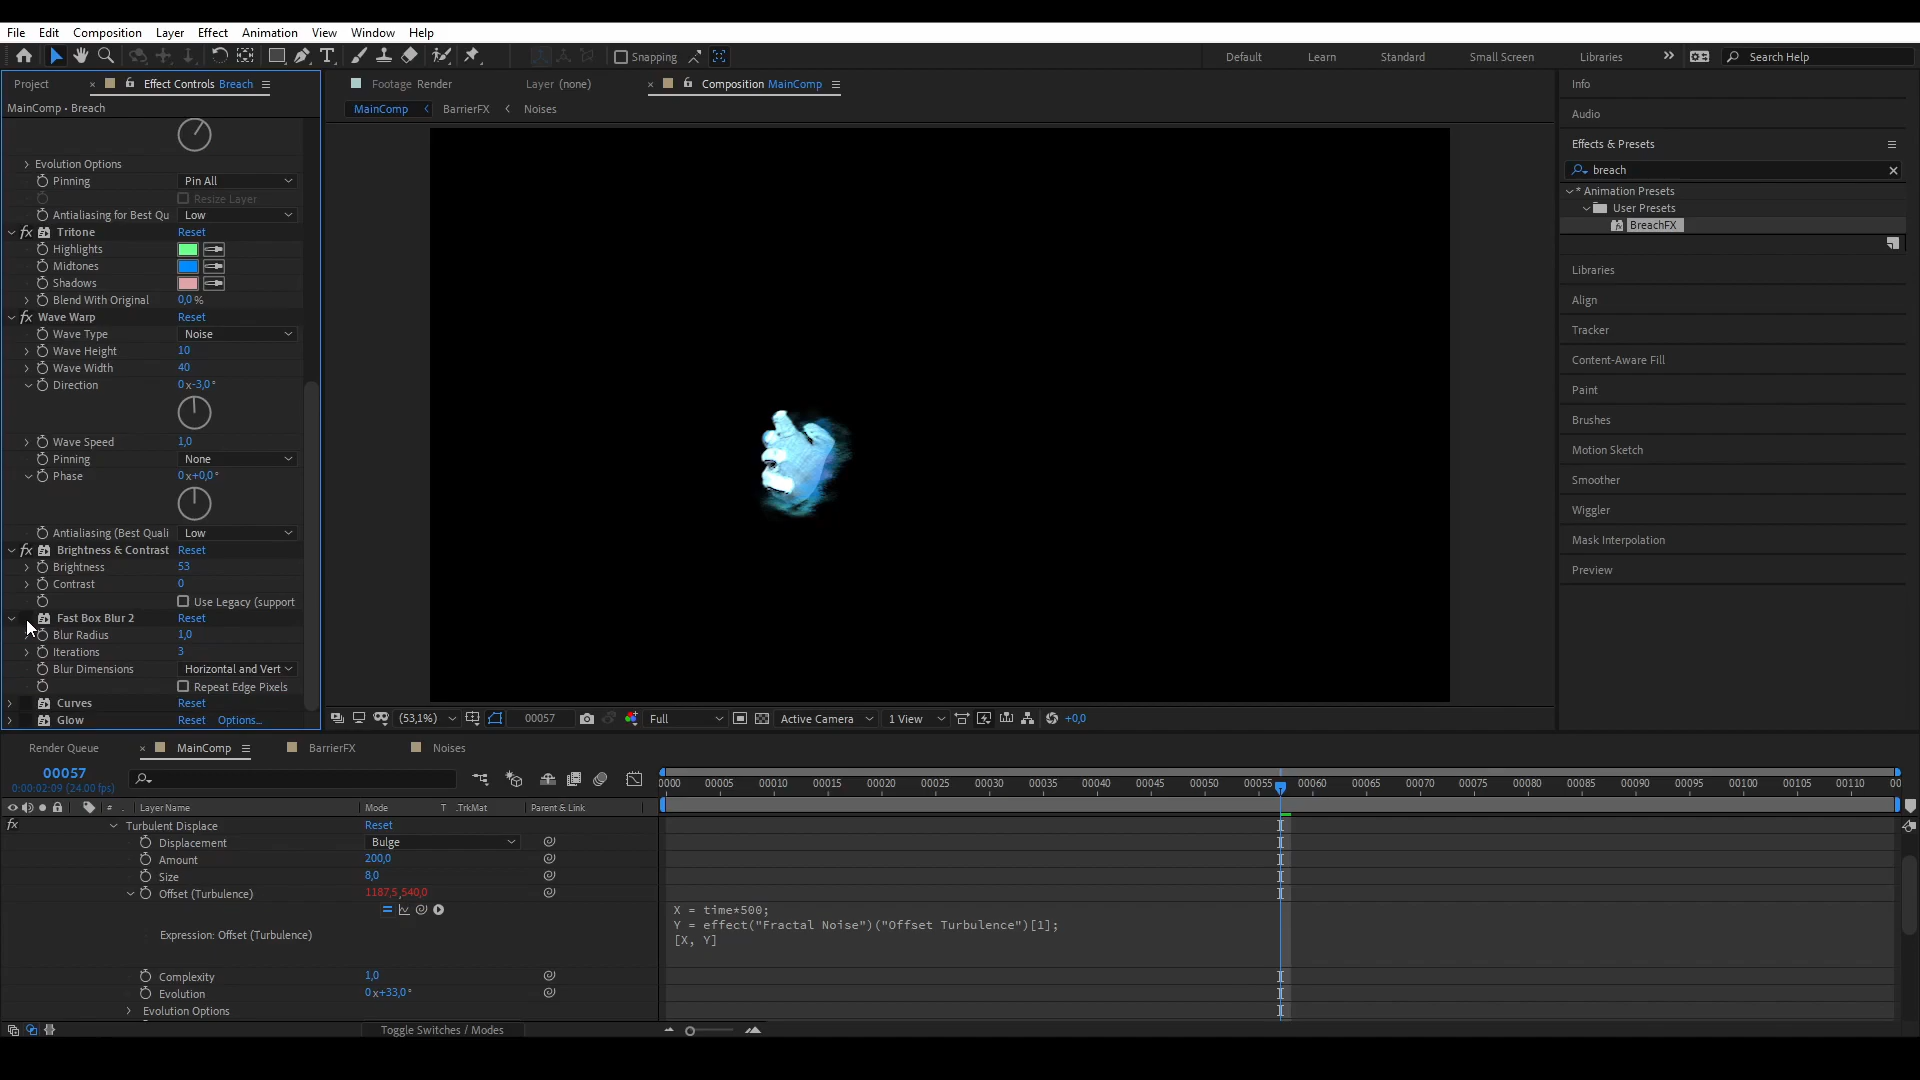 File Edit Composition Layer Effect Animation View Window Help
Snapping Default Learn Standard Small Screen Libraries Search Help
Project Effect Controls Breach Footage Render Layer (none) Composition MainComp
MainComp • Breach MainComp BarrierFX Noises
Evolution Options
Pinning Pin All
Resize Layer
Antialiasing for Best Qu Low
fx Tritone Reset
Highlights
Midtones
Shadows
Blend With Original 0,0 %
fx Wave Warp Reset
Wave Type Noise
Wave Height 10
Wave Width 40
Direction 0x-3,0°
Wave Speed 1,0
Pinning None
Phase 0x+0,0°
Antialiasing (Best Quali Low
fx Brightness & Contrast Reset
Brightness 53
Contrast 0
Use Legacy (support
Fast Box Blur 2 Reset
Blur Radius 1,0
Iterations 3
Blur Dimensions Horizontal and Vert
Repeat Edge Pixels
Curves Reset
Glow Reset Options...
(53,1%) 00057 Full Active Camera 1 View +0,0
Info
Audio
Effects & Presets
breach
* Animation Presets
User Presets
BreachFX
Libraries
Align
Tracker
Content-Aware Fill
Paint
Brushes
Motion Sketch
Smoother
Wiggler
Mask Interpolation
Preview
Render Queue MainComp BarrierFX Noises
00057
0:00:02:09 (24.00 fps)
0000 00005 00010 00015 00020 00025 00030 00035 00040 00045 00050 00055 00060 00065 00070 00075 00080 00085 00090 00095 00100 00105 00110 00
# Layer Name Mode T .TrkMat Parent & Link
fx Turbulent Displace Reset
Displacement Bulge
Amount 200,0
Size 8,0
Offset (Turbulence) 1187,5,540,0
Expression: Offset (Turbulence)
X = time*500;
Y = effect("Fractal Noise")("Offset Turbulence")[1];
[X, Y]
Complexity 1,0
Evolution 0x+33,0°
Evolution Options
Toggle Switches / Modes